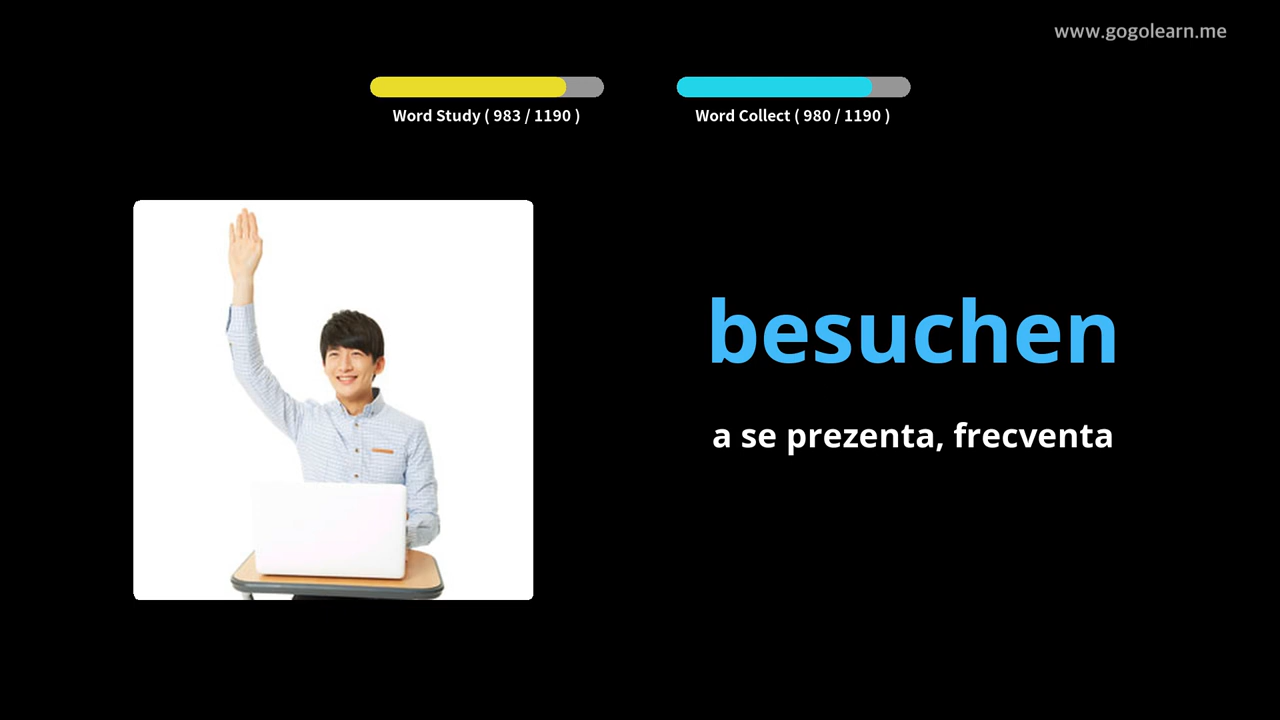 www.gogolearn.me
Word Study ( 983 / 1190 )
Word Collect ( 980 / 1190 )
besuchen
a se prezenta, frecventa